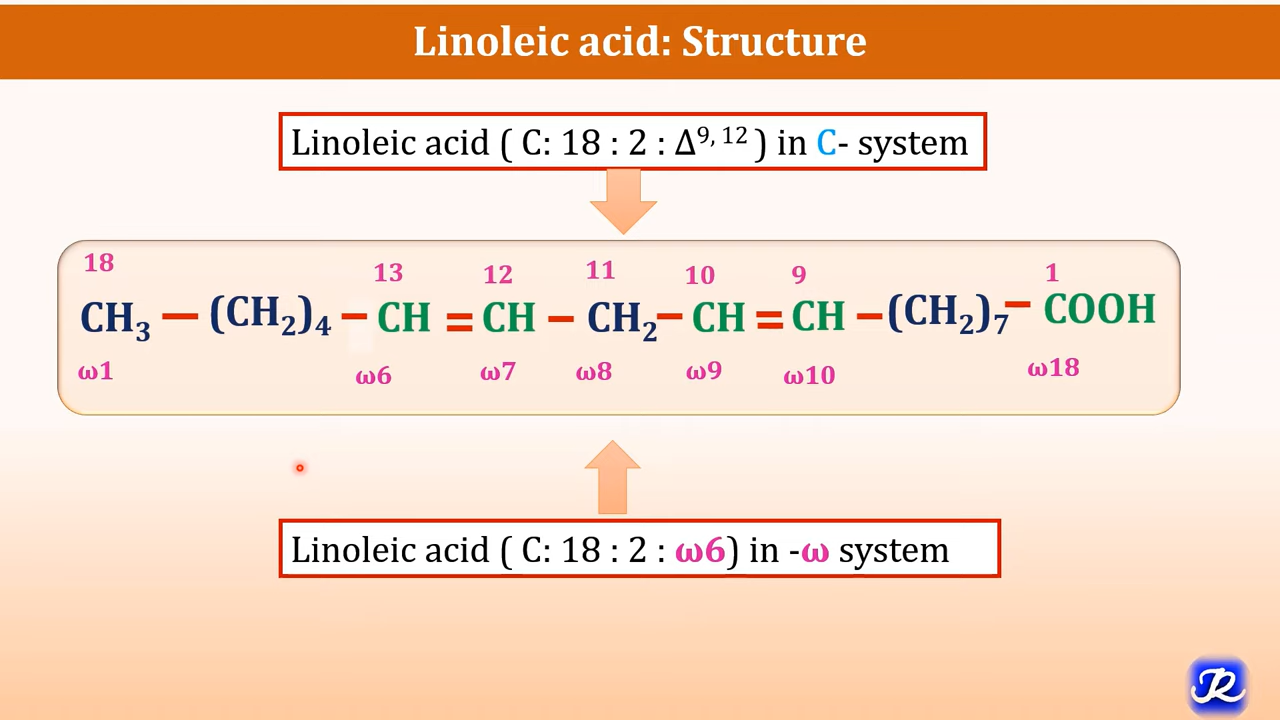 Linoleic acid: Structure
Linoleic acid ( C: 18 : 2 : Δ⁹, ¹² ) in C- system
18 13 12 11 10 9 1
CH₃ — (CH₂)₄ – CH = CH – CH₂ – CH = CH – (CH₂)₇ – COOH
ω1 ω6 ω7 ω8 ω9 ω10 ω18
Linoleic acid ( C: 18 : 2 : ω6) in -ω system
JR